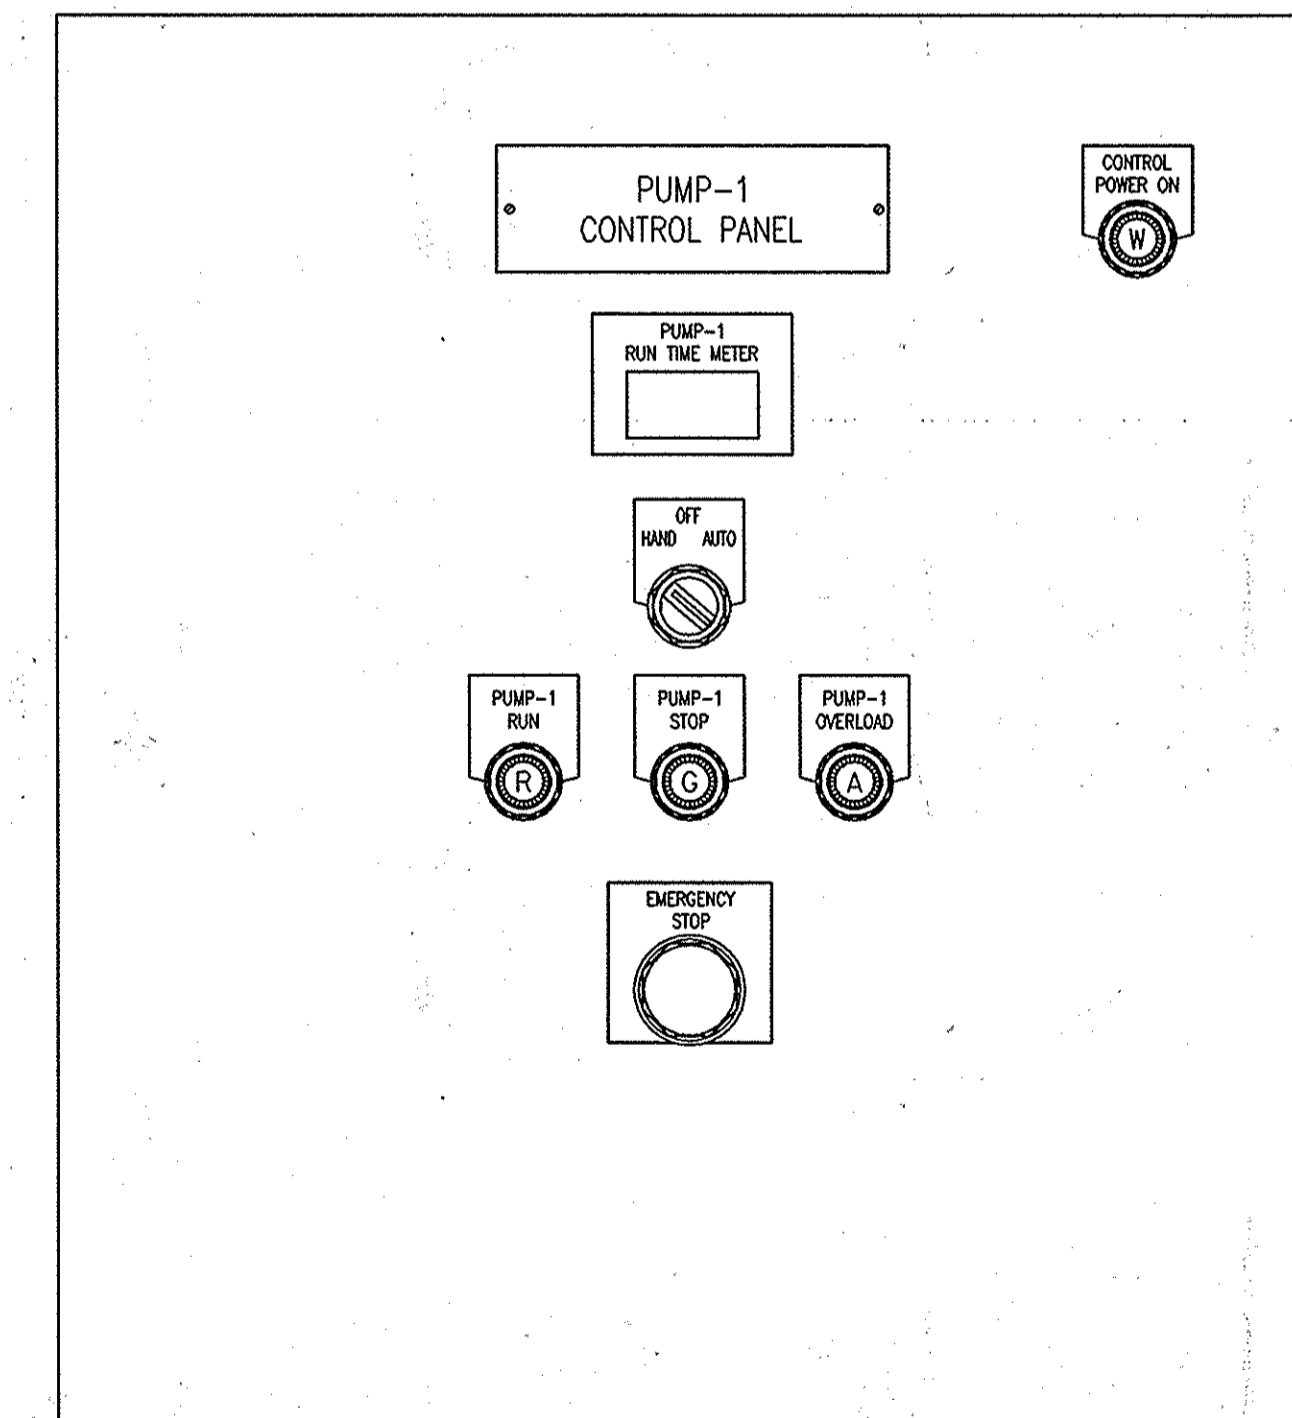 PUMP-1
CONTROL PANEL
CONTROL
POWER ON
W
PUMP-1
RUN TIME METER
OFF
HAND AUTO
PUMP-1
RUN
R
PUMP-1
STOP
G
PUMP-1
OVERLOAD
A
EMERGENCY
STOP